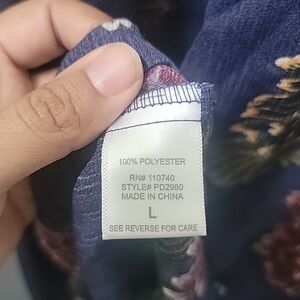 100% POLYESTER
RN# 110740
STYLE# PD2980
MADE IN CHINA
L
SEE REVERSE FOR CARE